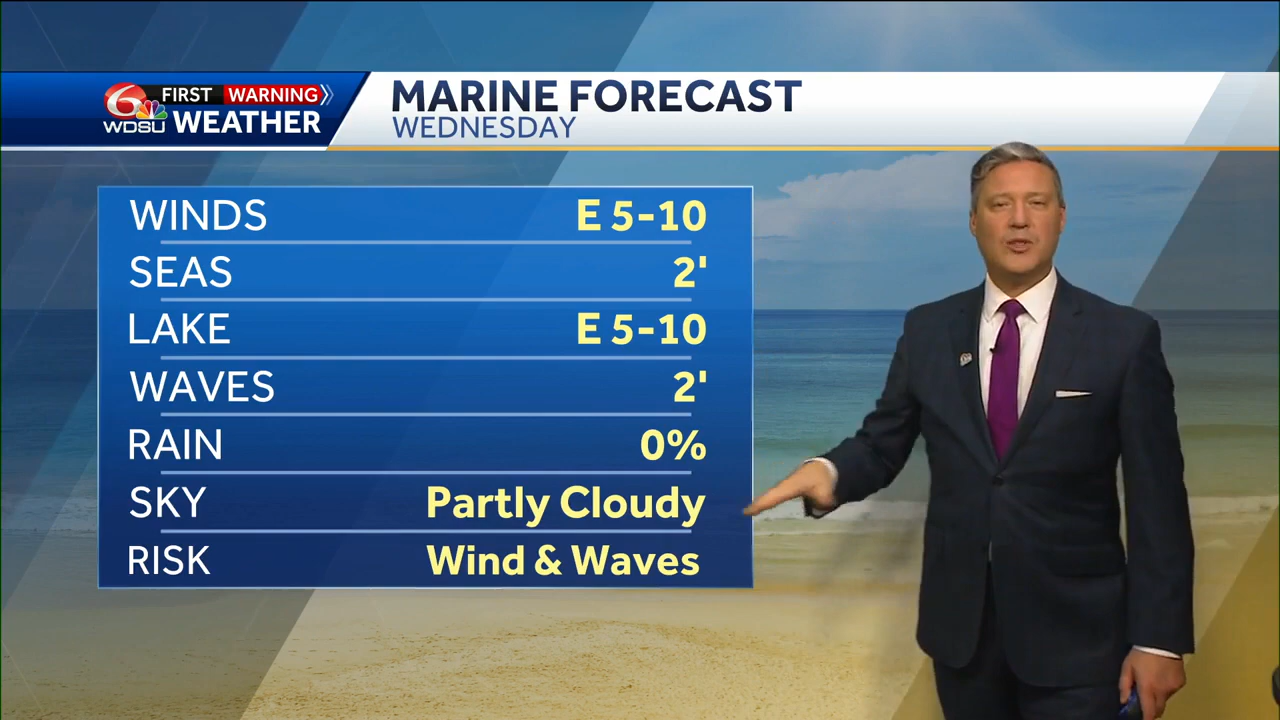 6 FIRST WARNING
WDSU WEATHER
MARINE FORECAST
WEDNESDAY
WINDS E 5-10
SEAS 2'
LAKE E 5-10
WAVES 2'
RAIN 0%
SKY Partly Cloudy
RISK Wind & Waves